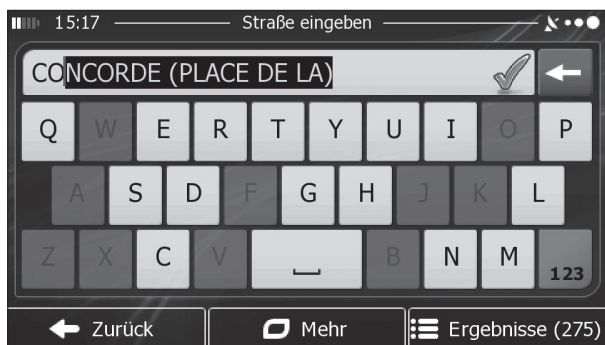 15:17 Straße eingeben
CONCORDE (PLACE DE LA)
Q W E R T Y U I O P
A S D F G H J K L
Z X C V B N M 123
Zurück Mehr Ergebnisse (275)